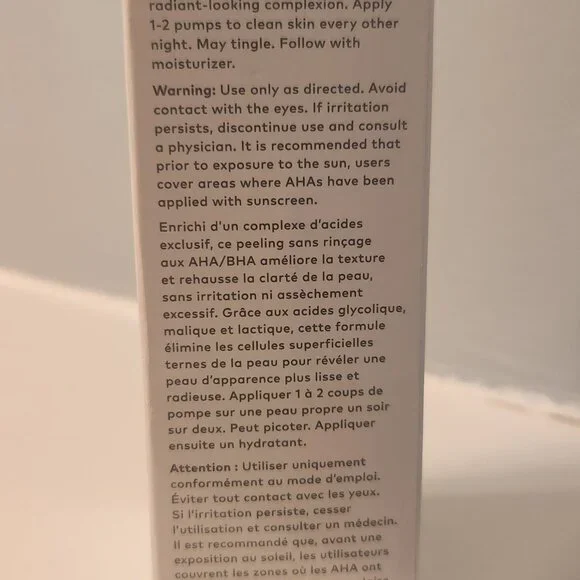 radiant-looking complexion. Apply
1-2 pumps to clean skin every other
night. May tingle. Follow with
moisturizer.
Warning: Use only as directed. Avoid
contact with the eyes. If irritation
persists, discontinue use and consult
a physician. It is recommended that
prior to exposure to the sun, users
cover areas where AHAs have been
applied with sunscreen.
Enrichi d'un complexe d'acides
exclusif, ce peeling sans rinçage
aux AHA/BHA améliore la texture
et rehausse la clarté de la peau,
sans irritation ni assèchement
excessif. Grâce aux acides glycolique,
malique et lactique, cette formule
élimine les cellules superficielles
ternes de la peau pour révéler une
peau d'apparence plus lisse et
radieuse. Appliquer 1 à 2 coups de
pompe sur une peau propre un soir
sur deux. Peut picoter. Appliquer
ensuite un hydratant.
Attention : Utiliser uniquement
conformément au mode d'emploi.
Éviter tout contact avec les yeux.
Si l'irritation persiste, cesser
l'utilisation et consulter un médecin.
Il est recommandé que, avant une
exposition au soleil, les utilisateurs
couvrent les zones où les AHA ont